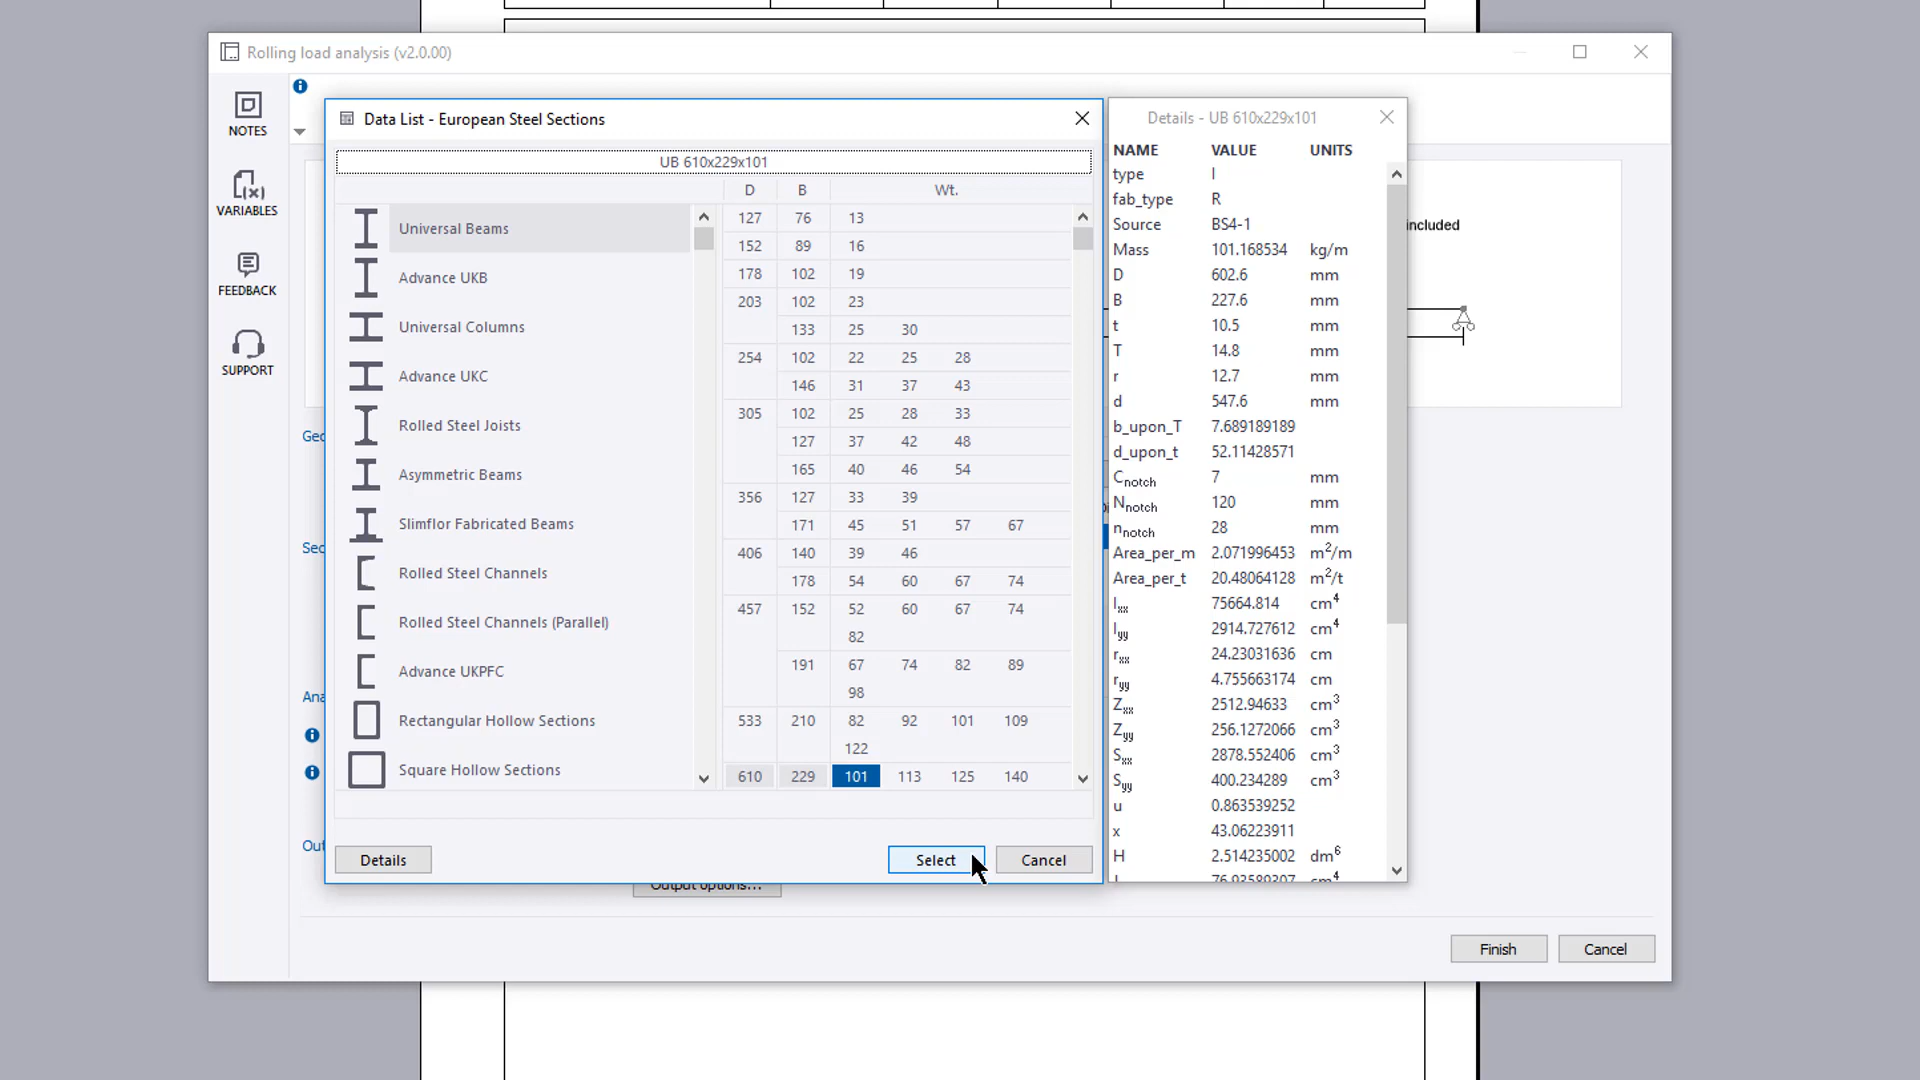 Rolling load analysis (v2.0.00)
NOTES
VARIABLES
FEEDBACK
SUPPORT
Data List - European Steel Sections
UB 610x229x101
D B Wt.
Universal Beams
Advance UKB
Universal Columns
Advance UKC
Rolled Steel Joists
Asymmetric Beams
Slimflor Fabricated Beams
Rolled Steel Channels
Rolled Steel Channels (Parallel)
Advance UKPFC
Rectangular Hollow Sections
Square Hollow Sections
127 76 13
152 89 16
178 102 19
203 102 23
133 25 30
254 102 22 25 28
146 31 37 43
305 102 25 28 33
127 37 42 48
165 40 46 54
356 127 33 39
171 45 51 57 67
406 140 39 46
178 54 60 67 74
457 152 52 60 67 74
82
191 67 74 82 89
98
533 210 82 92 101 109
122
610 229 101 113 125 140
Details
Select
Cancel
Details - UB 610x229x101
NAME VALUE UNITS
type I
fab_type R
Source BS4-1
Mass 101.168534 kg/m
D 602.6 mm
B 227.6 mm
t 10.5 mm
T 14.8 mm
r 12.7 mm
d 547.6 mm
b_upon_T 7.689189189
d_upon_t 52.11428571
Cnotch 7 mm
Nnotch 120 mm
nnotch 28 mm
Area_per_m 2.071996453 m²/m
Area_per_t 20.48064128 m²/t
Ixx 75664.814 cm⁴
Iyy 2914.727612 cm⁴
rxx 24.23031636 cm
ryy 4.755663174 cm
Zxx 2512.94633 cm³
Zyy 256.1272066 cm³
Sxx 2878.552406 cm³
Syy 400.234289 cm³
u 0.863539252
x 43.06223911
H 2.514235002 dm⁶
included
Geo
Sec
Ana
Out
Output options...
Finish
Cancel